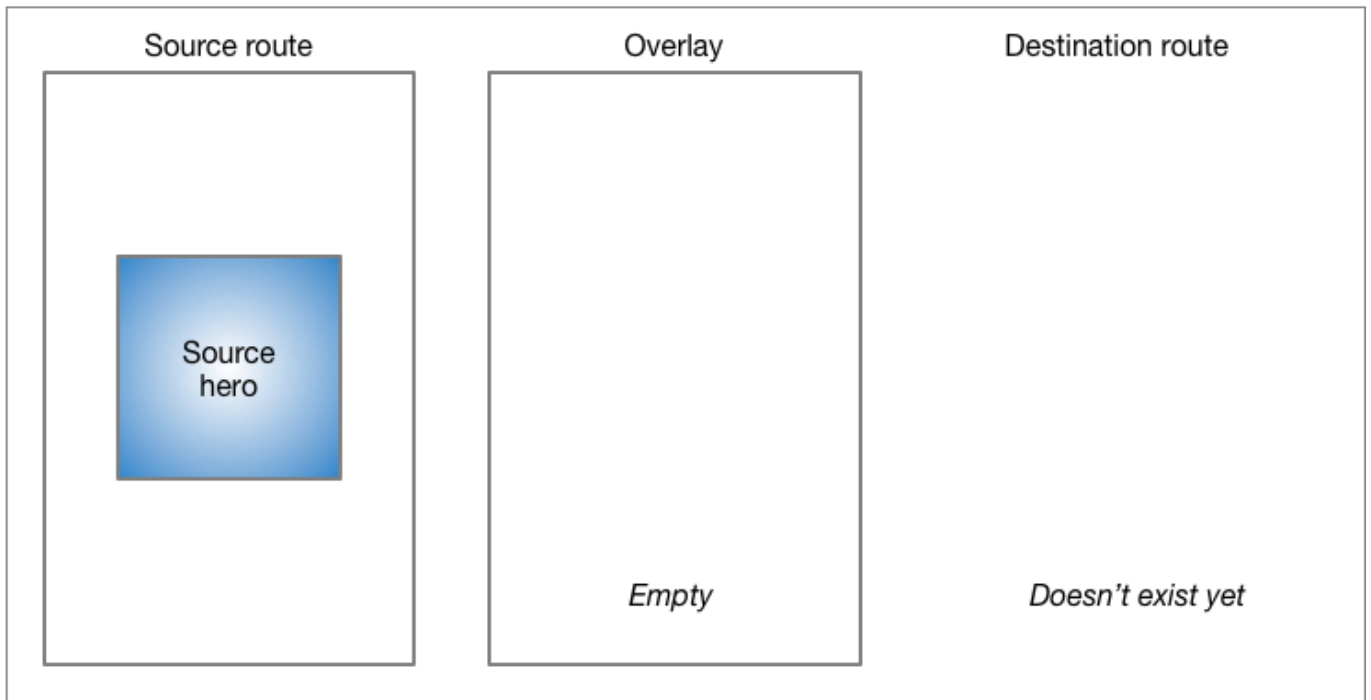 Source route
Overlay
Destination route
Source
hero
Empty
Doesn't exist yet